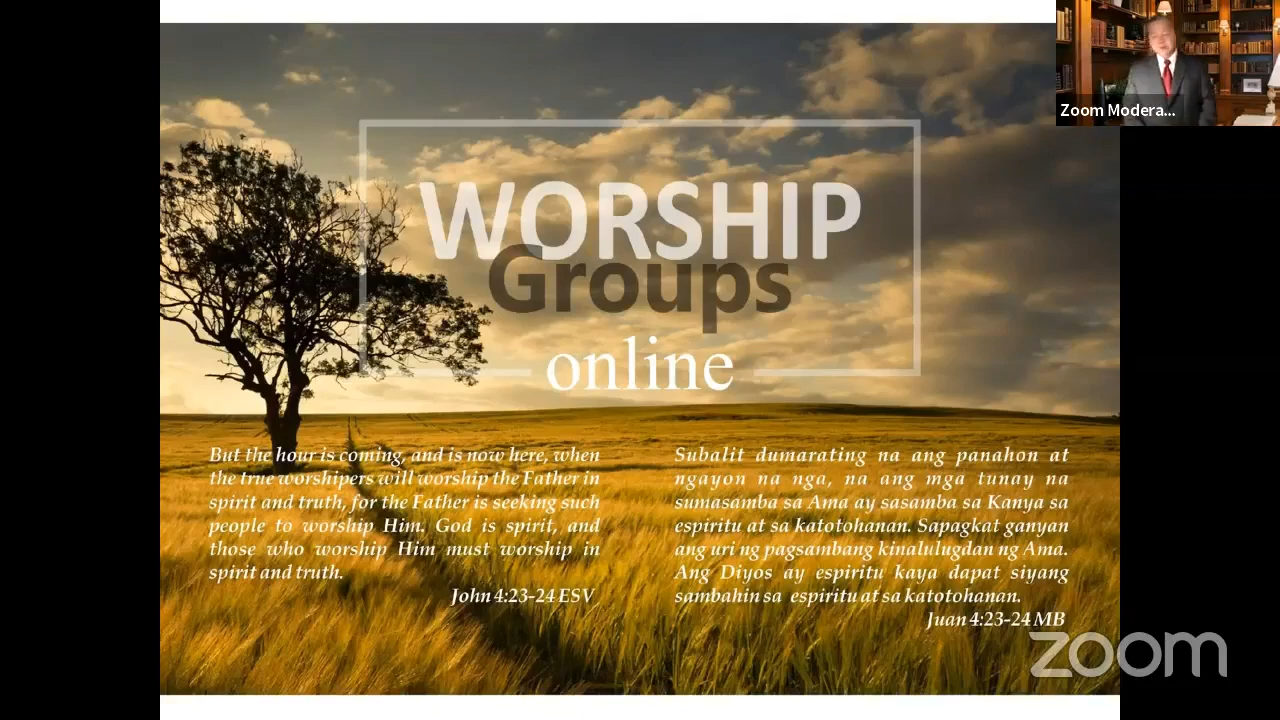 Zoom Modera...
WORSHIP
Groups
online
But the hour is coming, and is now here, when
the true worshipers will worship the Father in
spirit and truth, for the Father is seeking such
people to worship Him. God is spirit, and
those who worship Him must worship in
spirit and truth.
John 4:23-24 ESV
Subalit dumarating na ang panahon at
ngayon na nga, na ang mga tunay na
sumasamba sa Ama ay sasamba sa Kanya sa
espiritu at sa katotohanan. Sapagkat ganyan
ang uri ng pagsambang kinalulugdan ng Ama.
Ang Diyos ay espiritu kaya dapat siyang
sambahin sa espiritu at sa katotohanan.
Juan 4:23-24 MB
zoom